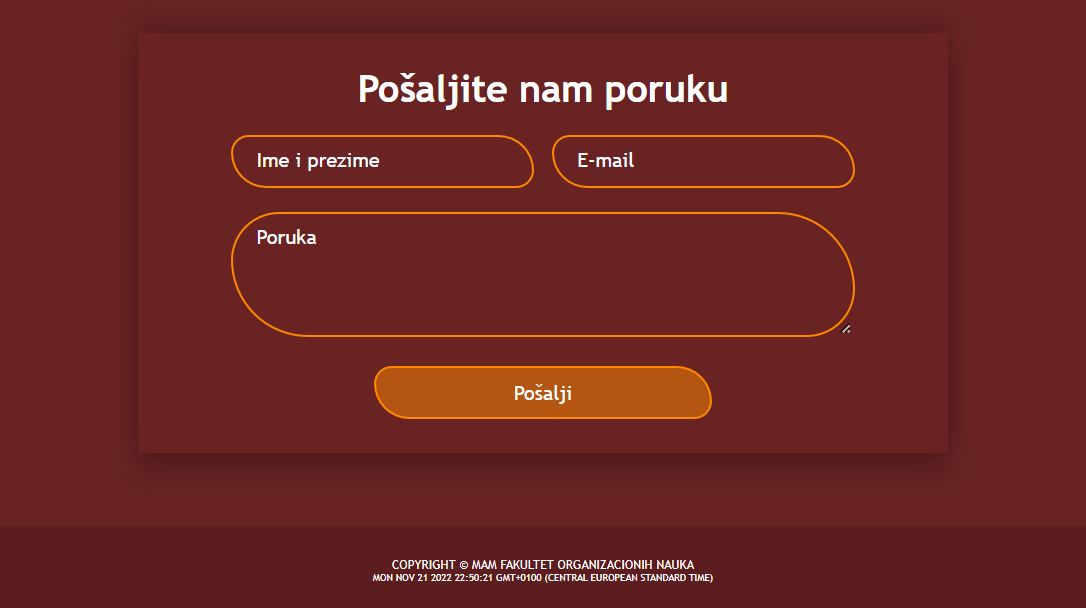 Pošaljite nam poruku
Ime i prezime
E-mail
Poruka
Pošalji
COPYRIGHT © MAM FAKULTET ORGANIZACIONIH NAUKA
MON NOV 21 2022 22:50:21 GMT+0100 (CENTRAL EUROPEAN STANDARD TIME)